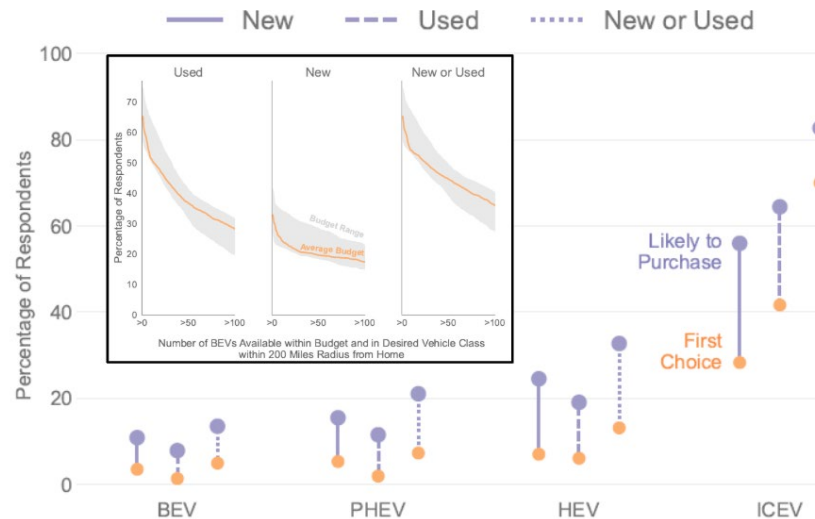 New Used New or Used
Percentage of Respondents
100
80
60
40
20
0
Used New New or Used
Percentage of Respondents
70
60
50
40
30
20
10
0
Budget Range
Average Budget
>0 >50 >100 >0 >50 >100 >0 >50 >100
Number of BEVs Available within Budget and in Desired Vehicle Class
within 200 Miles Radius from Home
Likely to
Purchase
First
Choice
BEV PHEV HEV ICEV